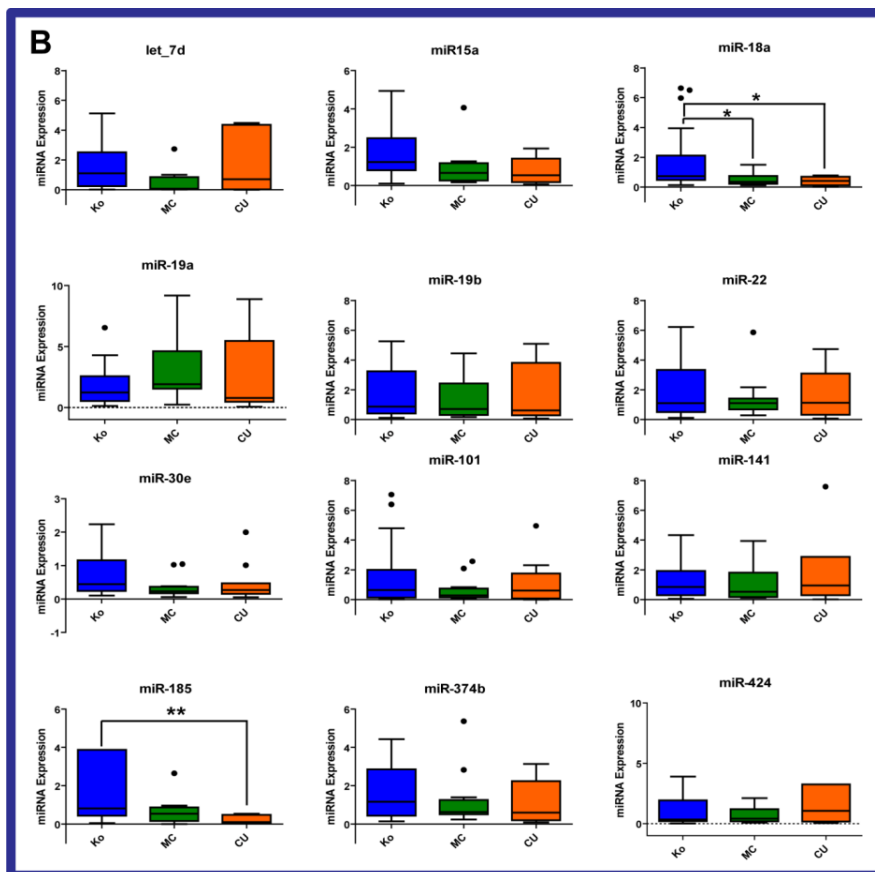 B
let_7d
miRNA Expression
8
6
4
2
0
Ko
MC
CU
miR15a
miRNA Expression
6
4
2
0
Ko
MC
CU
miR-18a
miRNA Expression
8
6
4
2
0
*
*
Ko
MC
CU
miR-19a
miRNA Expression
10
5
0
Ko
MC
CU
miR-19b
miRNA Expression
8
6
4
2
0
Ko
MC
CU
miR-22
miRNA Expression
8
6
4
2
0
Ko
MC
CU
miR-30e
miRNA Expression
3
2
1
0
-1
Ko
MC
CU
miR-101
miRNA Expression
8
6
4
2
0
Ko
MC
CU
miR-141
miRNA Expression
8
6
4
2
0
Ko
MC
CU
miR-185
miRNA Expression
6
4
2
0
**
Ko
MC
CU
miR-374b
miRNA Expression
6
4
2
0
Ko
MC
CU
miR-424
miRNA Expression
10
5
0
Ko
MC
CU